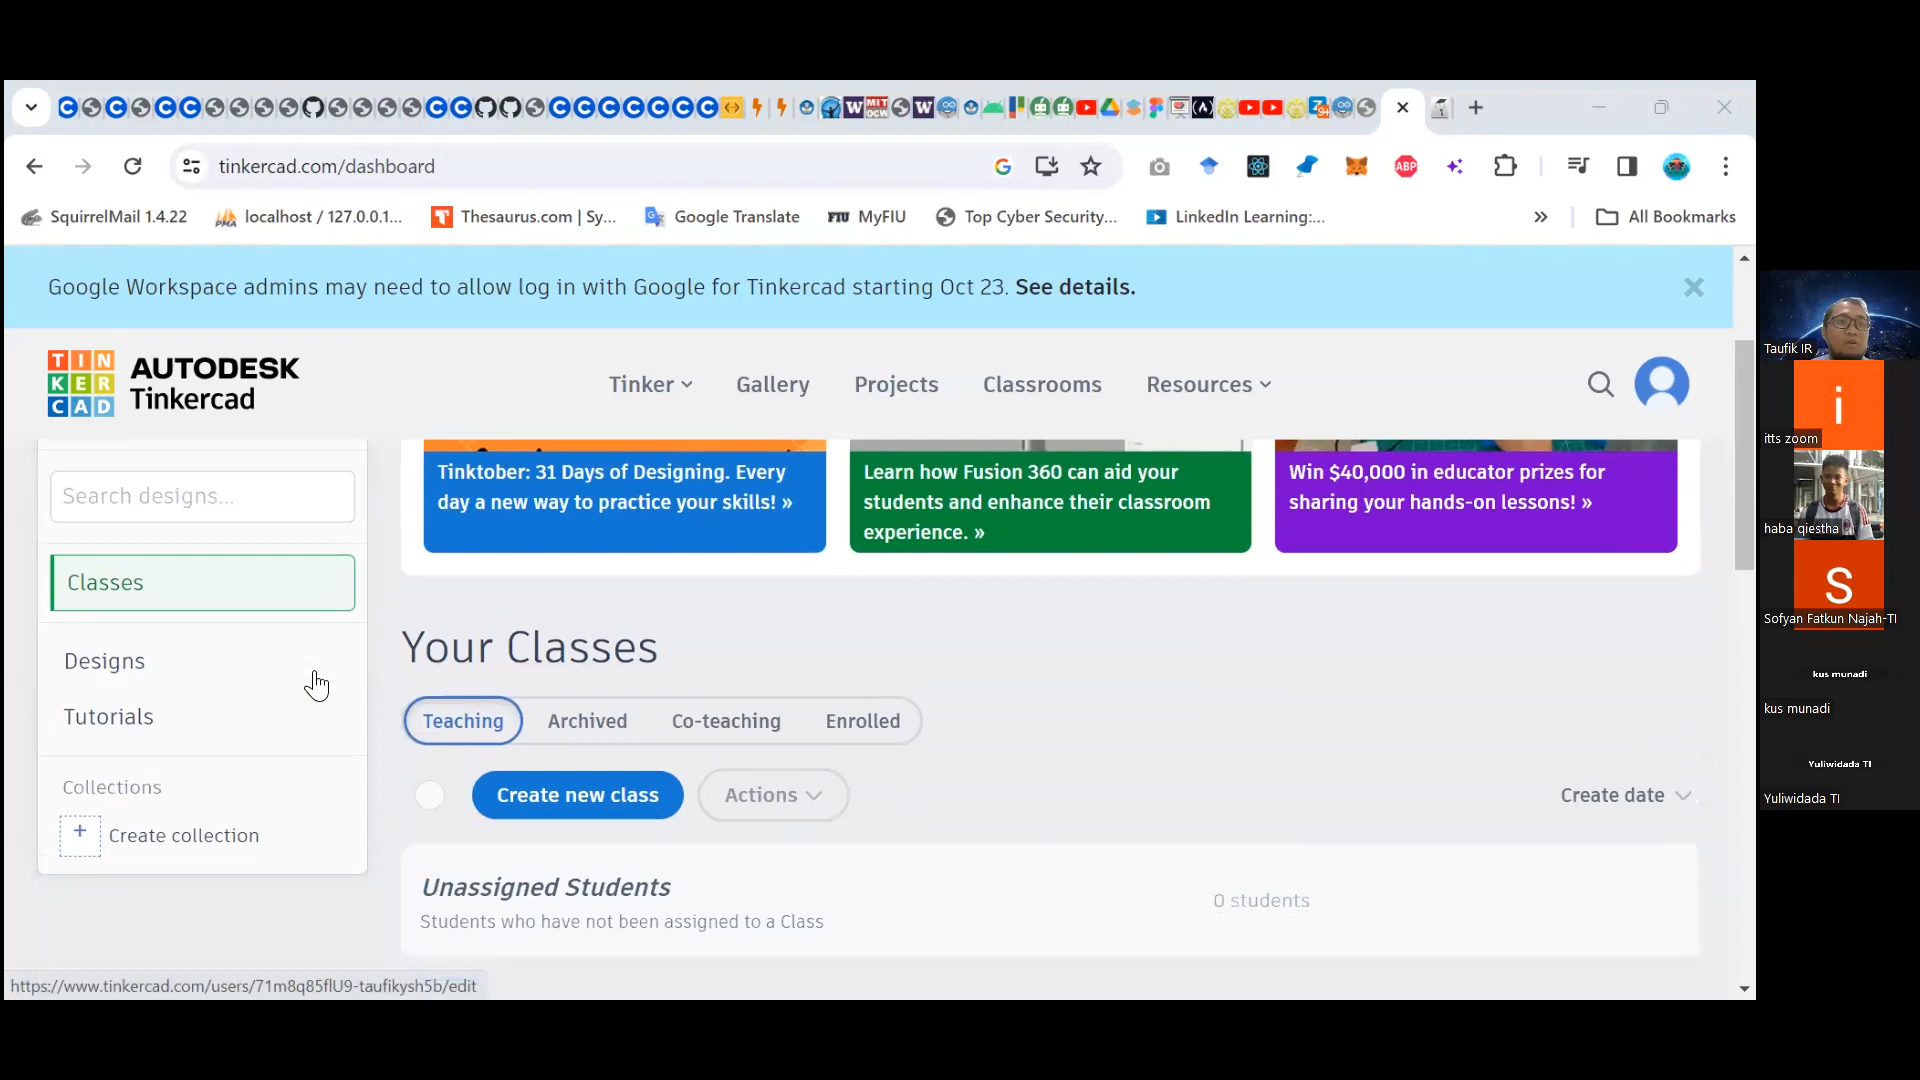 tinkercad.com/dashboard
SquirrelMail 1.4.22
localhost / 127.0.0.1...
Thesaurus.com | Sy...
Google Translate
FIU MyFIU
Top Cyber Security...
LinkedIn Learning:...
All Bookmarks
Google Workspace admins may need to allow log in with Google for Tinkercad starting Oct 23. See details.
TIN
KER
CAD
AUTODESK
Tinkercad
Tinker
Gallery
Projects
Classrooms
Resources
Search designs...
Classes
Designs
Tutorials
Collections
+ Create collection
Tinktober: 31 Days of Designing. Every
day a new way to practice your skills! »
Learn how Fusion 360 can aid your
students and enhance their classroom
experience. »
Win $40,000 in educator prizes for
sharing your hands-on lessons! »
Your Classes
Teaching
Archived
Co-teaching
Enrolled
Create new class
Actions
Create date
Unassigned Students
Students who have not been assigned to a Class
0 students
https://www.tinkercad.com/users/71m8q85flU9-taufikysh5b/edit
ABP
Taufik IR
i
itts zoom
haba qiestha
S
Sofyan Fatkun Najah-TI
kus munadi
kus munadi
Yuliwidada TI
Yuliwidada TI